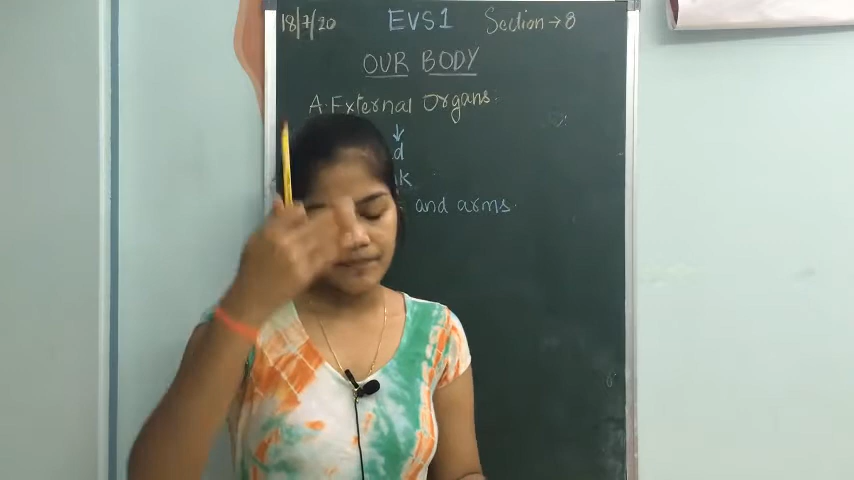 18/7/20 EVS1 Section → 8
OUR BODY
A. External Organs.
↓
and arms.